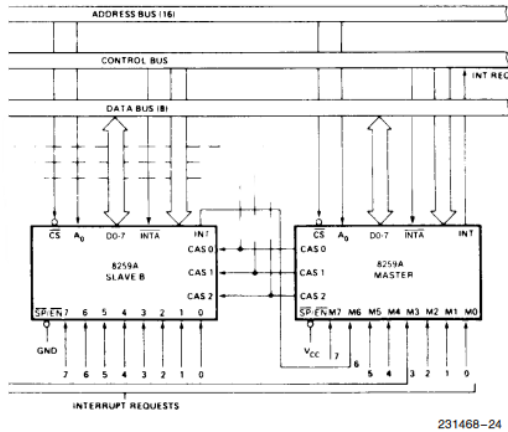 ADDRESS BUS (16)
CONTROL BUS
INT REQ
DATA BUS (8)
CS A0 D0-7 INTA INT
CS A0 D0-7 INTA INT
CAS 0 CAS 0
8259A
SLAVE B
8259A
MASTER
CAS 1 CAS 1
CAS 2 CAS 2
SP/EN 7 6 5 4 3 2 1 0
SP/EN M7 M6 M5 M4 M3 M2 M1 M0
GND
VCC
7 6 5 4 3 2 1 0
7 6 5 4 3 2 1 0
INTERRUPT REQUESTS
231468-24